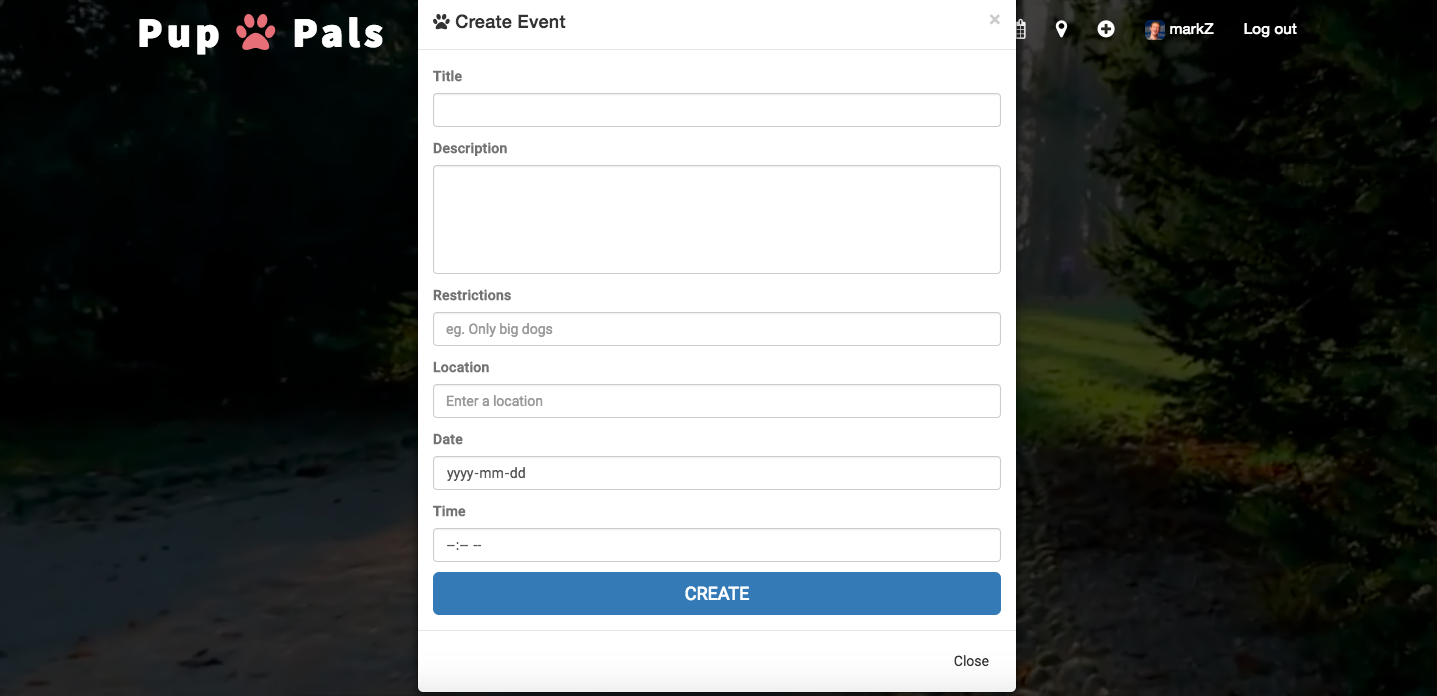 Pup Pals
Create Event
×
markZ
Log out
Title
Description
Restrictions
eg. Only big dogs
Location
Enter a location
Date
yyyy-mm-dd
Time
--:-- --
CREATE
Close